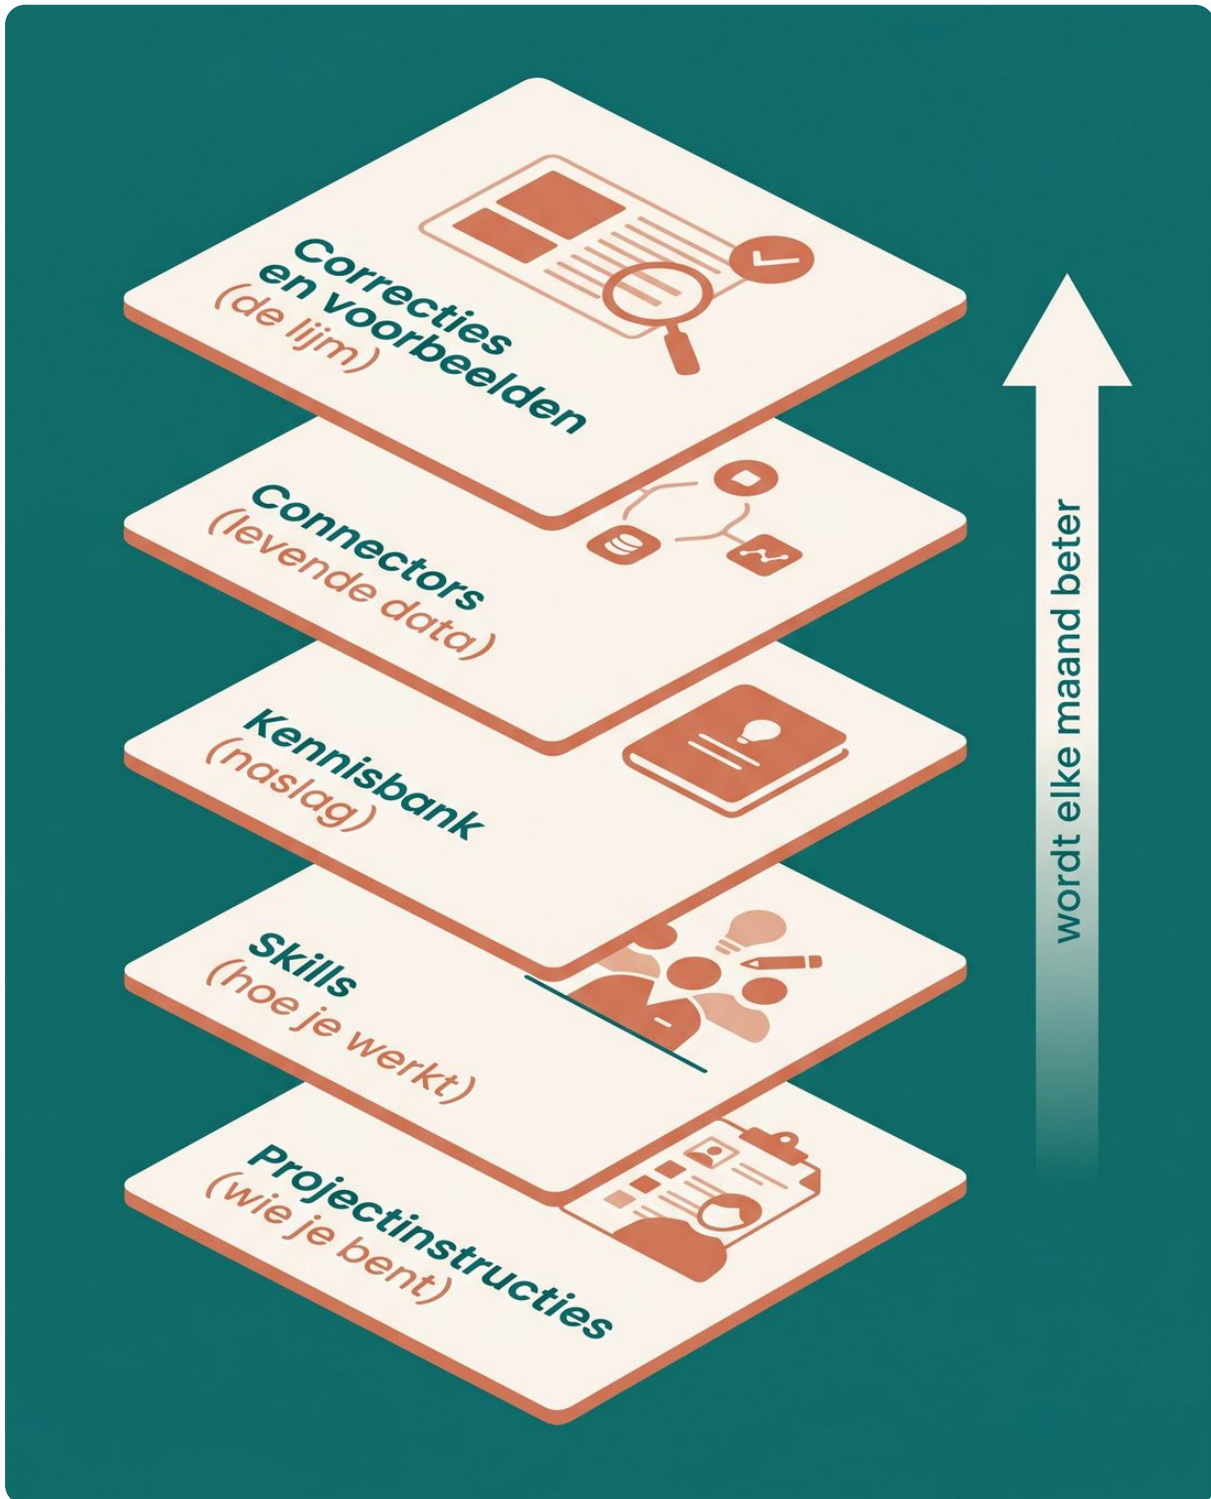 Correcties
en voorbeelden
(de lijm)
Connectors
(levende data)
Kennisbank
(naslag)
Skills
(hoe je werkt)
Projectinstructies
(wie je bent)
wordt elke maand beter